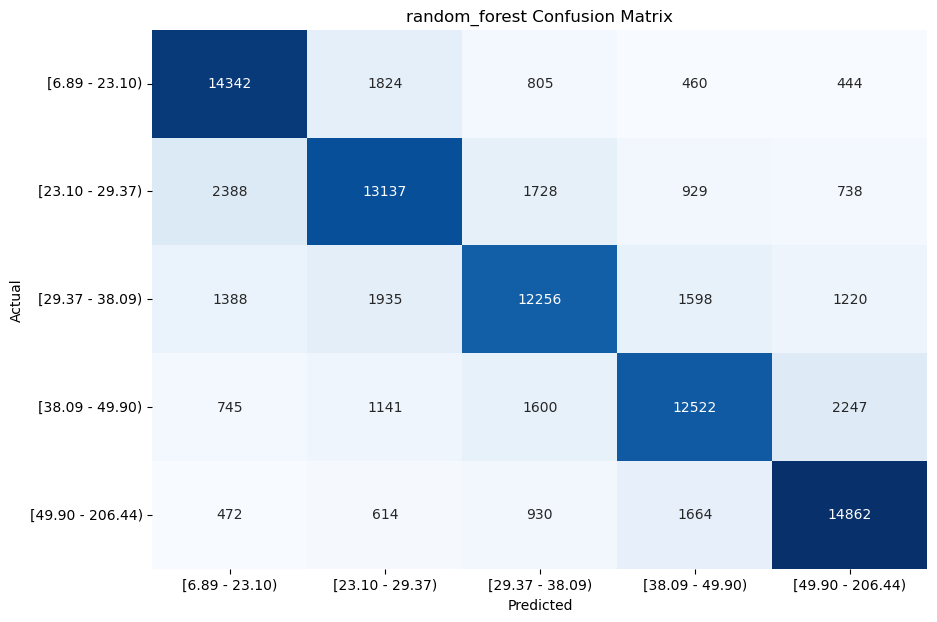 random_forest Confusion Matrix
[6.89 - 23.10) 14342 1824 805 460 444
[23.10 - 29.37) 2388 13137 1728 929 738
[29.37 - 38.09) 1388 1935 12256 1598 1220
[38.09 - 49.90) 745 1141 1600 12522 2247
[49.90 - 206.44) 472 614 930 1664 14862
Actual
[6.89 - 23.10) [23.10 - 29.37) [29.37 - 38.09) [38.09 - 49.90) [49.90 - 206.44)
Predicted